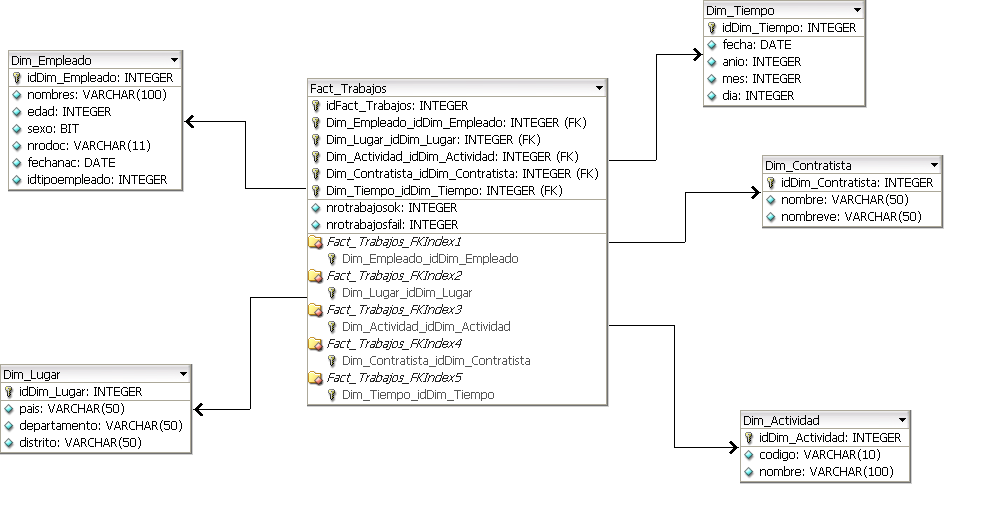 Dim_Empleado
idDim_Empleado: INTEGER
nombres: VARCHAR(100)
edad: INTEGER
sexo: BIT
nrodoc: VARCHAR(11)
fechanac: DATE
idtipoempleado: INTEGER
Dim_Lugar
idDim_Lugar: INTEGER
pais: VARCHAR(50)
departamento: VARCHAR(50)
distrito: VARCHAR(50)
Fact_Trabajos
idFact_Trabajos: INTEGER
Dim_Empleado_idDim_Empleado: INTEGER (FK)
Dim_Lugar_idDim_Lugar: INTEGER (FK)
Dim_Actividad_idDim_Actividad: INTEGER (FK)
Dim_Contratista_idDim_Contratista: INTEGER (FK)
Dim_Tiempo_idDim_Tiempo: INTEGER (FK)
nrotrabajosok: INTEGER
nrotrabajosfail: INTEGER
Fact_Trabajos_FKIndex1
Dim_Empleado_idDim_Empleado
Fact_Trabajos_FKIndex2
Dim_Lugar_idDim_Lugar
Fact_Trabajos_FKIndex3
Dim_Actividad_idDim_Actividad
Fact_Trabajos_FKIndex4
Dim_Contratista_idDim_Contratista
Fact_Trabajos_FKIndex5
Dim_Tiempo_idDim_Tiempo
Dim_Tiempo
idDim_Tiempo: INTEGER
fecha: DATE
anio: INTEGER
mes: INTEGER
dia: INTEGER
Dim_Contratista
idDim_Contratista: INTEGER
nombre: VARCHAR(50)
nombreve: VARCHAR(50)
Dim_Actividad
idDim_Actividad: INTEGER
codigo: VARCHAR(10)
nombre: VARCHAR(100)